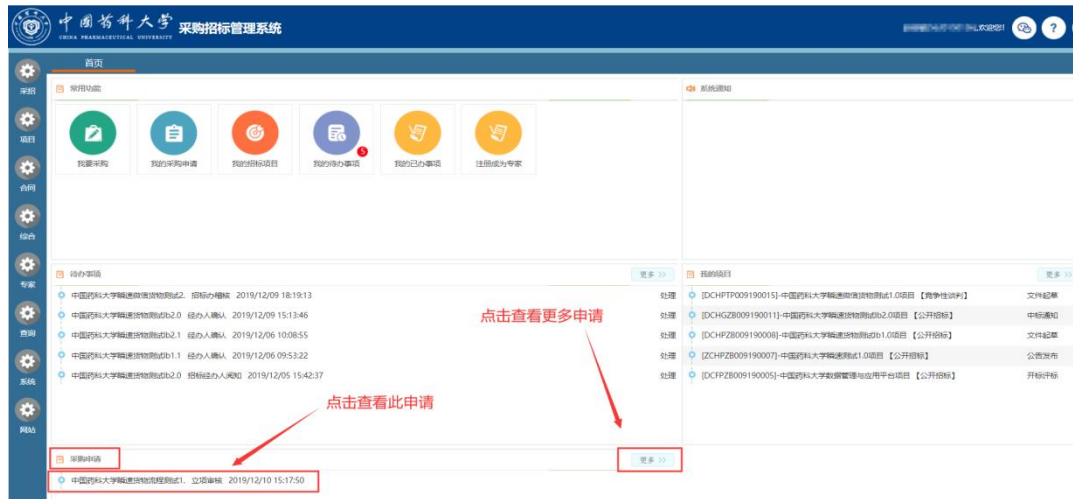 中国药科大学 采购招标管理系统
CHINA PHARMACEUTICAL UNIVERSITY
欢迎您!
?
首页
采招
项目
合同
综合
专家
查询
系统
网站
常用功能
我要采购
我的采购申请
我的招标项目
我的待办事项
5
我的已办事项
注册成为专家
系统通知
待办事项
更多 >>
中国药科大学瞬速微信货物测试2. 招标办稽核 2019/12/09 18:19:13 处理
中国药科大学瞬速货物测试b2.0 经办人确认 2019/12/09 15:13:46 处理
中国药科大学瞬速货物测试b2.1 经办人确认 2019/12/06 10:08:55 处理
中国药科大学瞬速货物测试b1.1 经办人确认 2019/12/06 09:53:22 处理
中国药科大学瞬速货物测试b2.0 招标经办人阅知 2019/12/05 15:42:37 处理
我的项目
更多 >>
[DCHPTP009190015]-中国药科大学瞬速微信货物测试1.0项目 【竞争性谈判】 文件起草
[DCHGZB009190011]-中国药科大学瞬速货物测试b2.0项目 【公开招标】 中标通知
[DCHPZB009190008]-中国药科大学瞬速货物测试b1.0项目 【公开招标】 文件起草
[ZCHPZB009190007]-中国药科大学瞬速测试1.0项目 【公开招标】 公告发布
[DCFPZB009190005]-中国药科大学数据管理与应用平台项目 【公开招标】 开标评标
点击查看更多申请
点击查看此申请
采购申请
更多 >>
中国药科大学瞬速货物流程测试1. 立项审核 2019/12/10 15:17:50